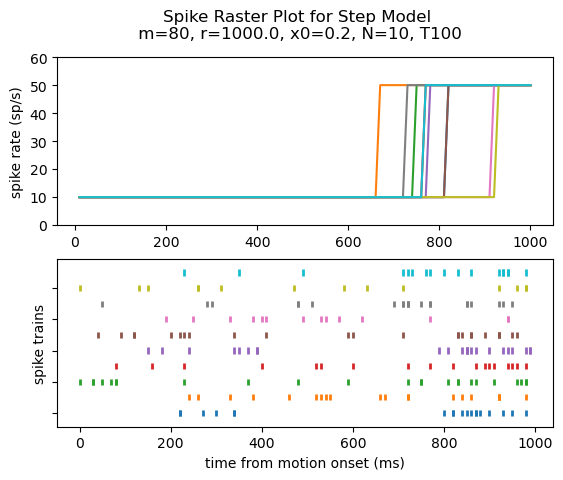 Spike Raster Plot for Step Model
m=80, r=1000.0, x0=0.2, N=10, T100
60
50
40
30
20
10
0
spike rate (sp/s)
0 200 400 600 800 1000
spike trains
0 200 400 600 800 1000
time from motion onset (ms)